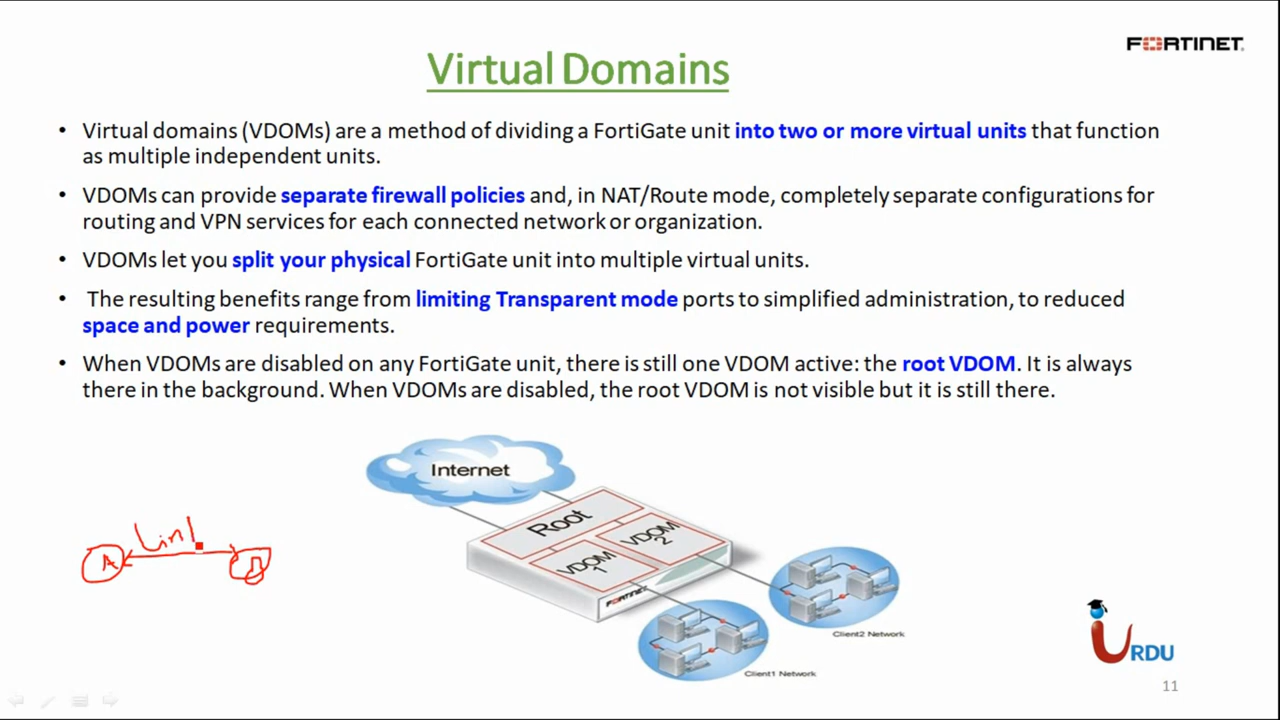 FORTINET
Virtual Domains
• Virtual domains (VDOMs) are a method of dividing a FortiGate unit into two or more virtual units that function
as multiple independent units.
• VDOMs can provide separate firewall policies and, in NAT/Route mode, completely separate configurations for
routing and VPN services for each connected network or organization.
• VDOMs let you split your physical FortiGate unit into multiple virtual units.
• The resulting benefits range from limiting Transparent mode ports to simplified administration, to reduced
space and power requirements.
• When VDOMs are disabled on any FortiGate unit, there is still one VDOM active: the root VDOM. It is always
there in the background. When VDOMs are disabled, the root VDOM is not visible but it is still there.
Internet
Root
VDOM
1
VDOM
2
FORTINET
A
Client2 Network
Client1 Network
URDU
11